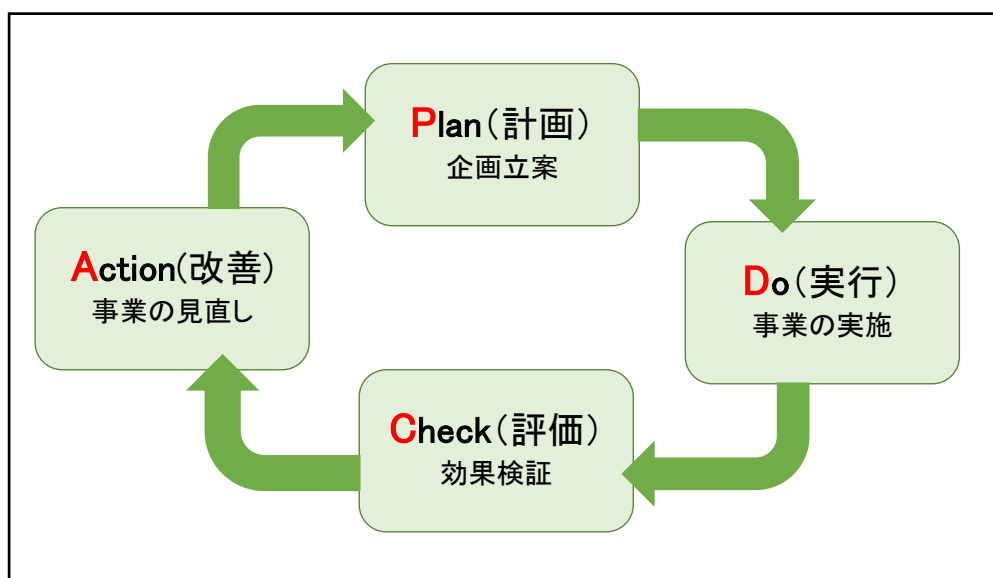 Plan（計画）
企画立案
Do（実行）
事業の実施
Check（評価）
効果検証
Action(改善）
事業の見直し